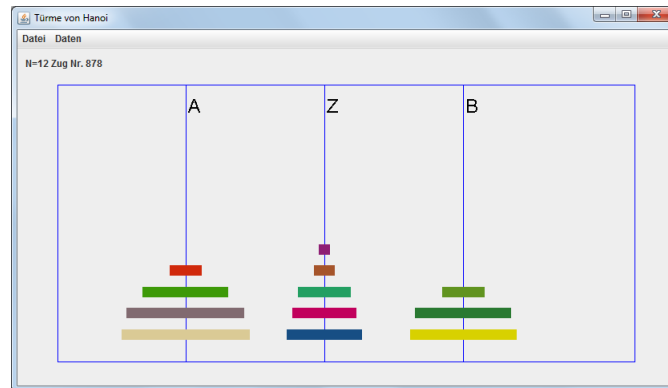 Türme von Hanoi
Datei Daten
N=12 Zug Nr. 878
A Z B